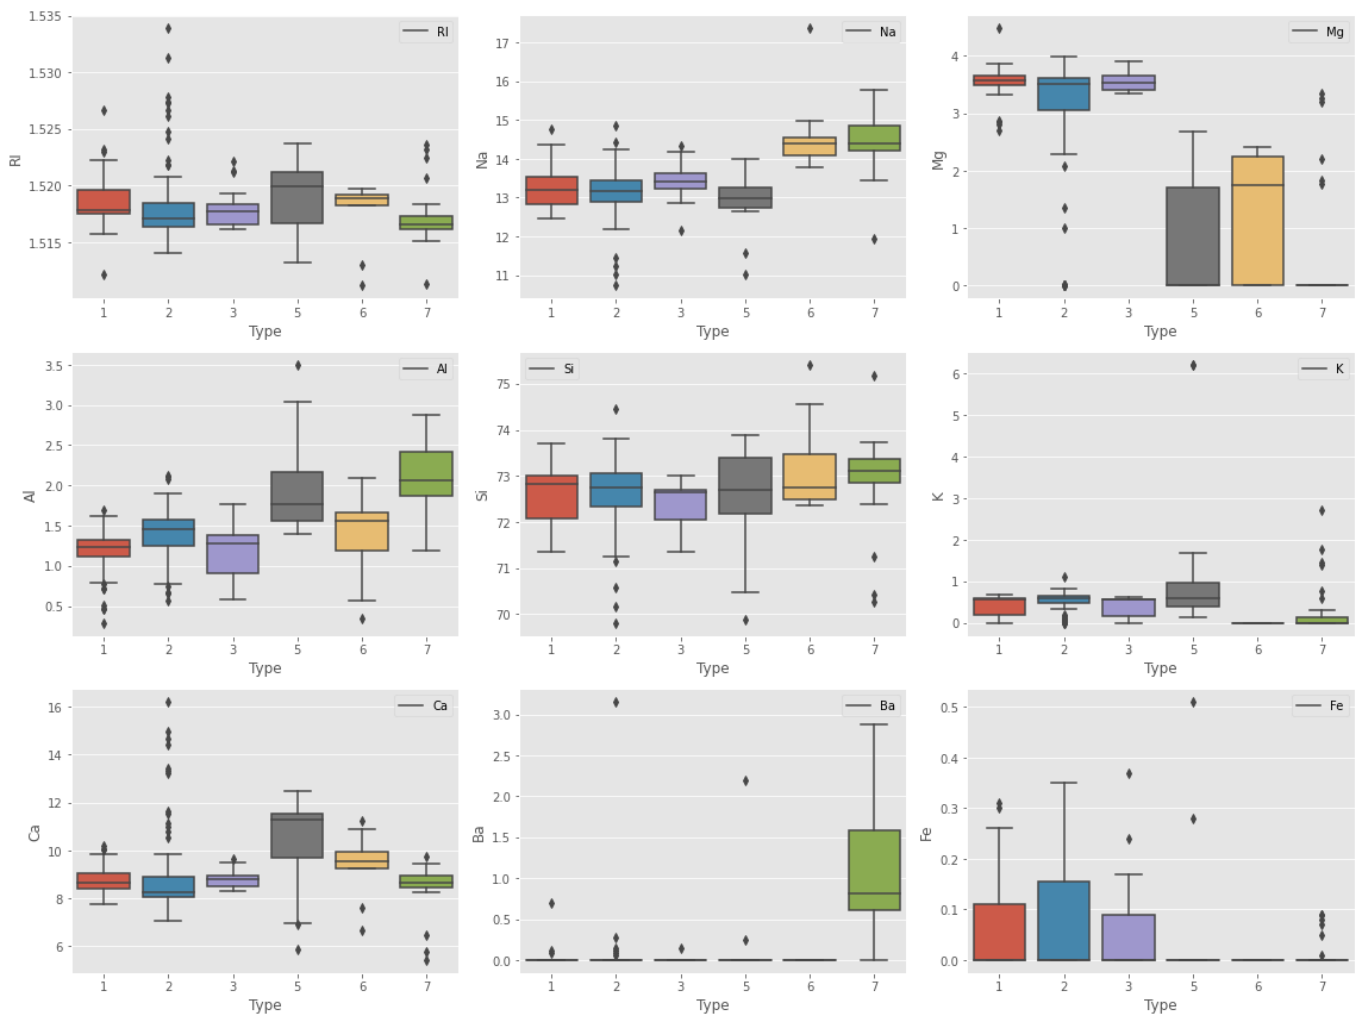 1.535
1.530
1.525
1.520
1.515
RI
RI
1 2 3 5 6 7
Type
17
16
15
14
13
12
11
Na
Na
1 2 3 5 6 7
Type
4
3
2
1
0
Mg
Mg
1 2 3 5 6 7
Type
3.5
3.0
2.5
2.0
1.5
1.0
0.5
Al
Al
1 2 3 5 6 7
Type
75
74
73
72
71
70
Si
Si
1 2 3 5 6 7
Type
6
5
4
3
2
1
0
K
K
1 2 3 5 6 7
Type
16
14
12
10
8
6
Ca
Ca
1 2 3 5 6 7
Type
3.0
2.5
2.0
1.5
1.0
0.5
0.0
Ba
Ba
1 2 3 5 6 7
Type
0.5
0.4
0.3
0.2
0.1
0.0
Fe
Fe
1 2 3 5 6 7
Type